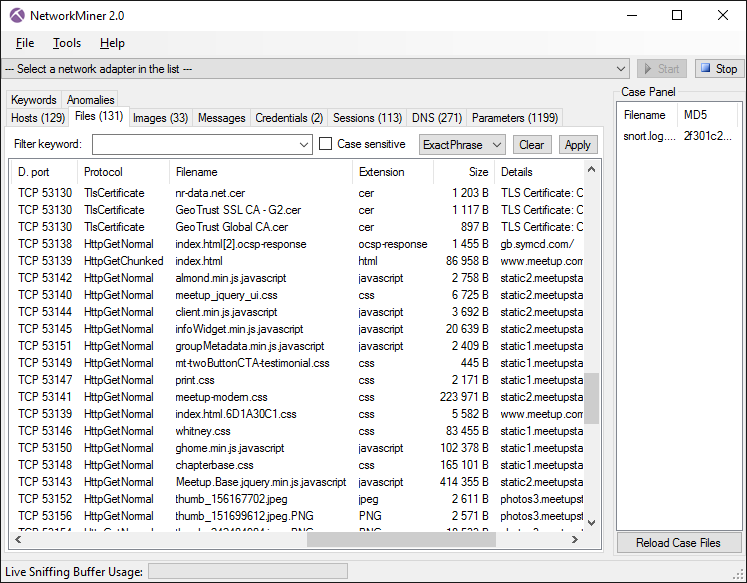 NetworkMiner 2.0
File Tools Help
--- Select a network adapter in the list --- Start Stop
Keywords Anomalies
Hosts (129) Files (131) Images (33) Messages Credentials (2) Sessions (113) DNS (271) Parameters (1199)
Filter keyword: Case sensitive ExactPhrase Clear Apply
D. port Protocol Filename Extension Size Details
TCP 53130 TlsCertificate nr-data.net.cer cer 1 203 B TLS Certificate: C
TCP 53130 TlsCertificate GeoTrust SSL CA - G2.cer cer 1 117 B TLS Certificate: C
TCP 53130 TlsCertificate GeoTrust Global CA.cer cer 897 B TLS Certificate: C
TCP 53138 HttpGetNormal index.html[2].ocsp-response ocsp-response 1 455 B gb.symcd.com/
TCP 53139 HttpGetChunked index.html html 86 958 B www.meetup.com
TCP 53142 HttpGetNormal almond.min.js.javascript javascript 2 758 B static2.meetupsta
TCP 53140 HttpGetNormal meetup_jquery_ui.css css 6 725 B static2.meetupsta
TCP 53144 HttpGetNormal client.min.js.javascript javascript 3 692 B static2.meetupsta
TCP 53145 HttpGetNormal infoWidget.min.js.javascript javascript 20 639 B static2.meetupsta
TCP 53151 HttpGetNormal groupMetadata.min.js.javascript javascript 2 409 B static1.meetupsta
TCP 53149 HttpGetNormal mt-twoButtonCTA-testimonial.css css 445 B static1.meetupsta
TCP 53147 HttpGetNormal print.css css 2 171 B static1.meetupsta
TCP 53141 HttpGetNormal meetup-modern.css css 223 971 B static2.meetupsta
TCP 53139 HttpGetNormal index.html.6D1A30C1.css css 5 582 B www.meetup.com
TCP 53146 HttpGetNormal whitney.css css 83 455 B static1.meetupsta
TCP 53150 HttpGetNormal ghome.min.js.javascript javascript 102 378 B static1.meetupsta
TCP 53148 HttpGetNormal chapterbase.css css 165 101 B static1.meetupsta
TCP 53143 HttpGetNormal Meetup.Base.jquery.min.js.javascript javascript 414 355 B static2.meetupsta
TCP 53152 HttpGetNormal thumb_156167702.jpeg jpeg 2 611 B photos3.meetupst
TCP 53156 HttpGetNormal thumb_151699612.jpeg.PNG PNG 2 571 B photos3.meetupst
Case Panel
Filename MD5
snort.log.... 2f301c2...
Reload Case Files
Live Sniffing Buffer Usage: